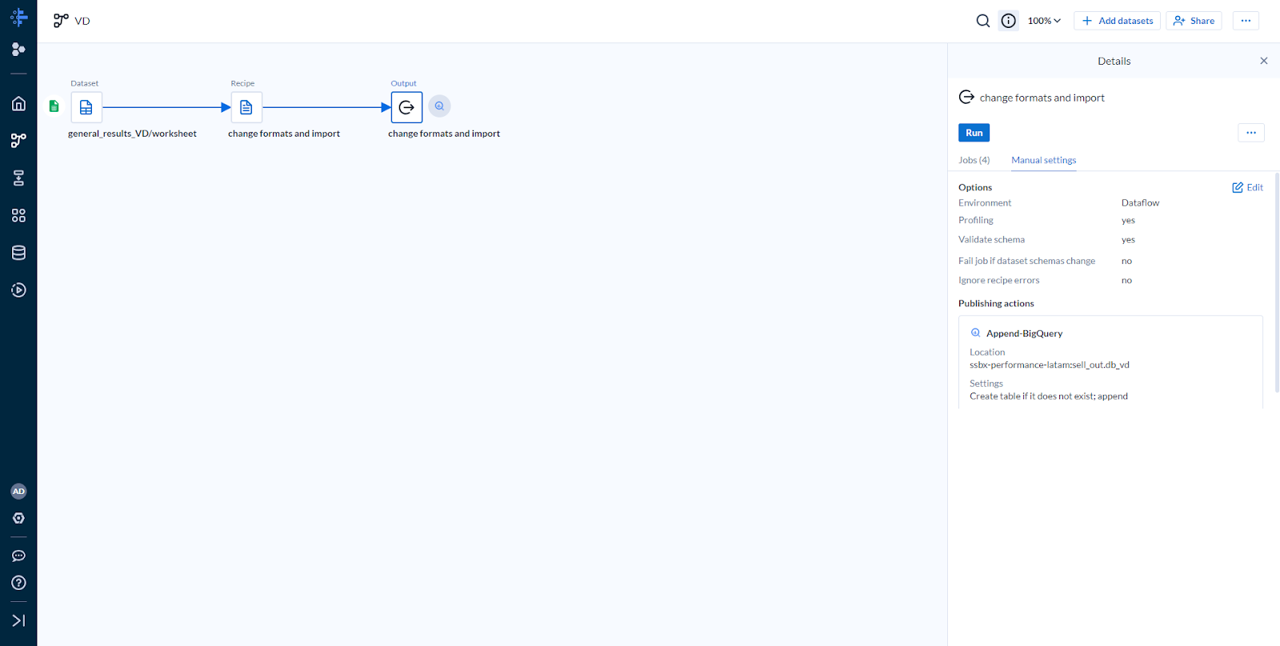 VD
100%
Add datasets
Share
Dataset
Recipe
Output
general_results_VD/worksheet
change formats and import
change formats and import
Details
change formats and import
Run
Jobs (4)
Manual settings
Options
Edit
Environment
Dataflow
Profiling
yes
Validate schema
yes
Fail job if dataset schemas change
no
Ignore recipe errors
no
Publishing actions
Append-BigQuery
Location
ssbx-performance-latam:sell_out.db_vd
Settings
Create table if it does not exist; append
AD